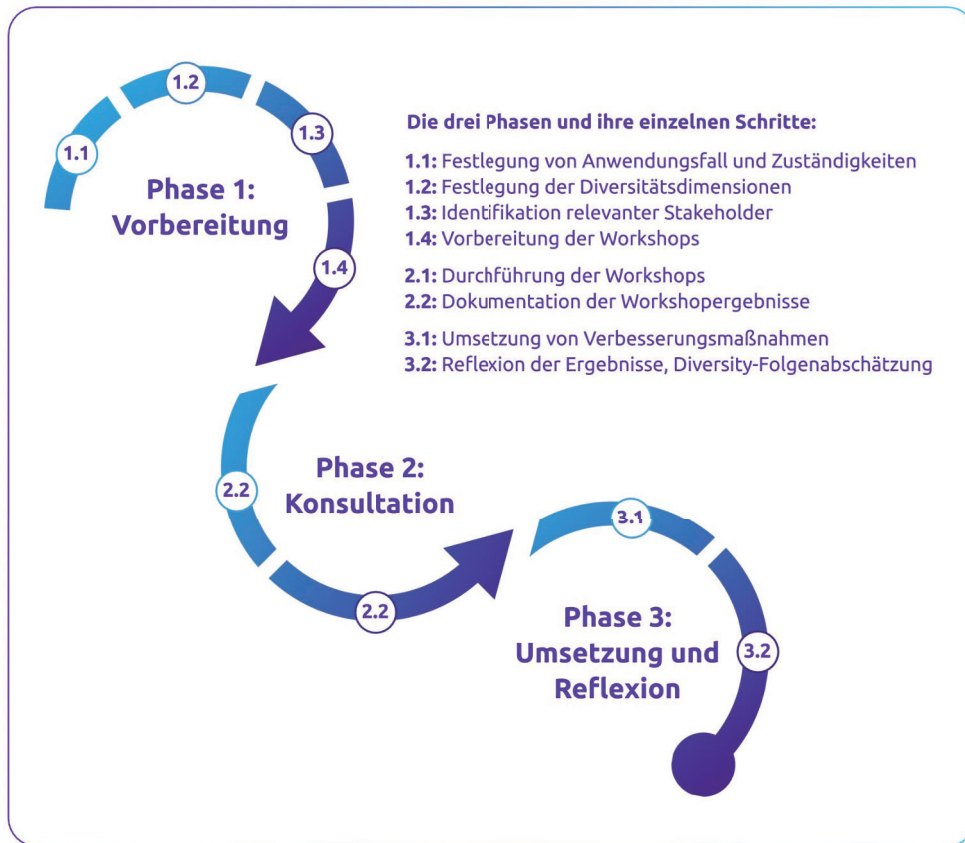 1.1
1.2
1.3
1.4
Phase 1:
Vorbereitung
Die drei Phasen und ihre einzelnen Schritte:
1.1: Festlegung von Anwendungsfall und Zuständigkeiten
1.2: Festlegung der Diversitätsdimensionen
1.3: Identifikation relevanter Stakeholder
1.4: Vorbereitung der Workshops
2.1: Durchführung der Workshops
2.2: Dokumentation der Workshopergebnisse
3.1: Umsetzung von Verbesserungsmaßnahmen
3.2: Reflexion der Ergebnisse, Diversity-Folgenabschätzung
Phase 2:
Konsultation
2.2
2.2
3.1
Phase 3:
Umsetzung und
Reflexion
3.2